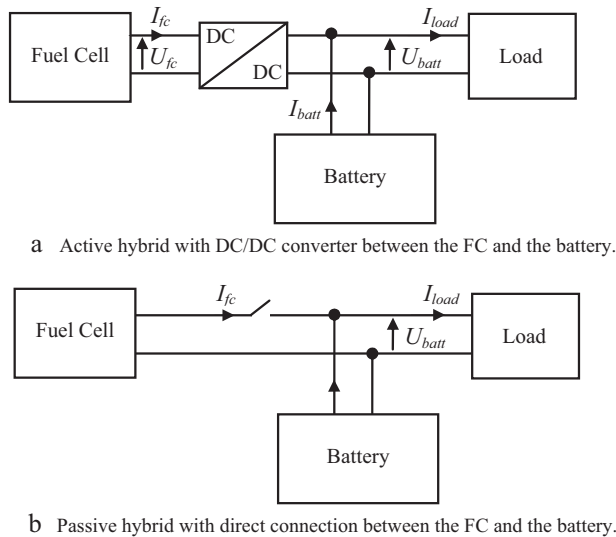 I_fc
I_load
Fuel Cell
U_fc
DC
DC
U_batt
Load
I_batt
Battery
a Active hybrid with DC/DC converter between the FC and the battery.
I_fc
I_load
Fuel Cell
U_batt
Load
Battery
b Passive hybrid with direct connection between the FC and the battery.